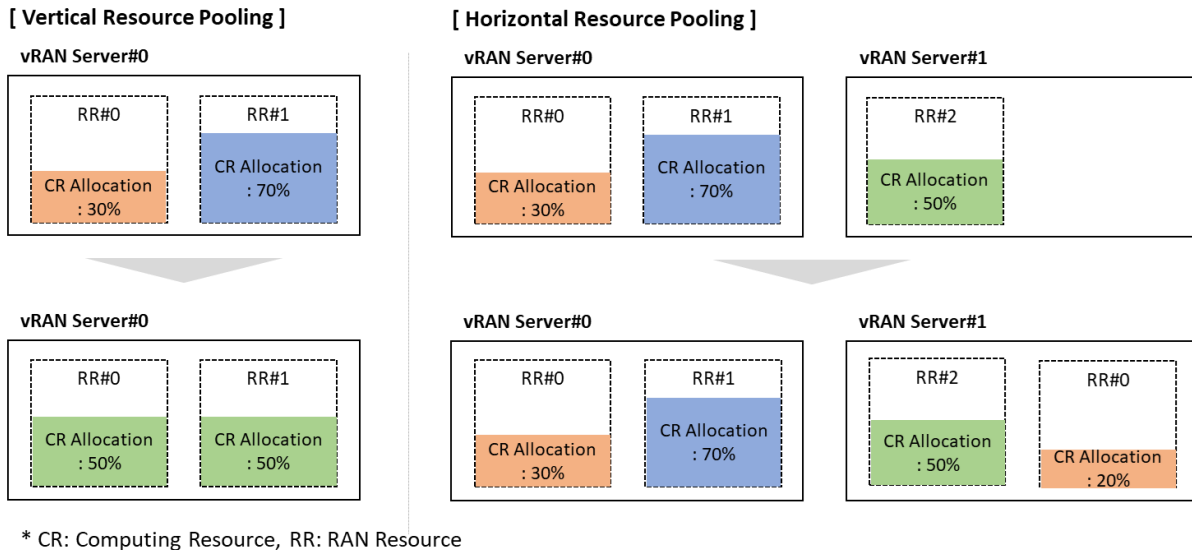 [ Vertical Resource Pooling ]
vRAN Server#0
RR#0
CR Allocation
: 30%
RR#1
CR Allocation
: 70%
vRAN Server#0
RR#0
CR Allocation
: 50%
RR#1
CR Allocation
: 50%
[ Horizontal Resource Pooling ]
vRAN Server#0
RR#0
CR Allocation
: 30%
RR#1
CR Allocation
: 70%
vRAN Server#1
RR#2
CR Allocation
: 50%
vRAN Server#0
RR#0
CR Allocation
: 30%
RR#1
CR Allocation
: 70%
vRAN Server#1
RR#2
CR Allocation
: 50%
RR#0
CR Allocation
: 20%
* CR: Computing Resource, RR: RAN Resource